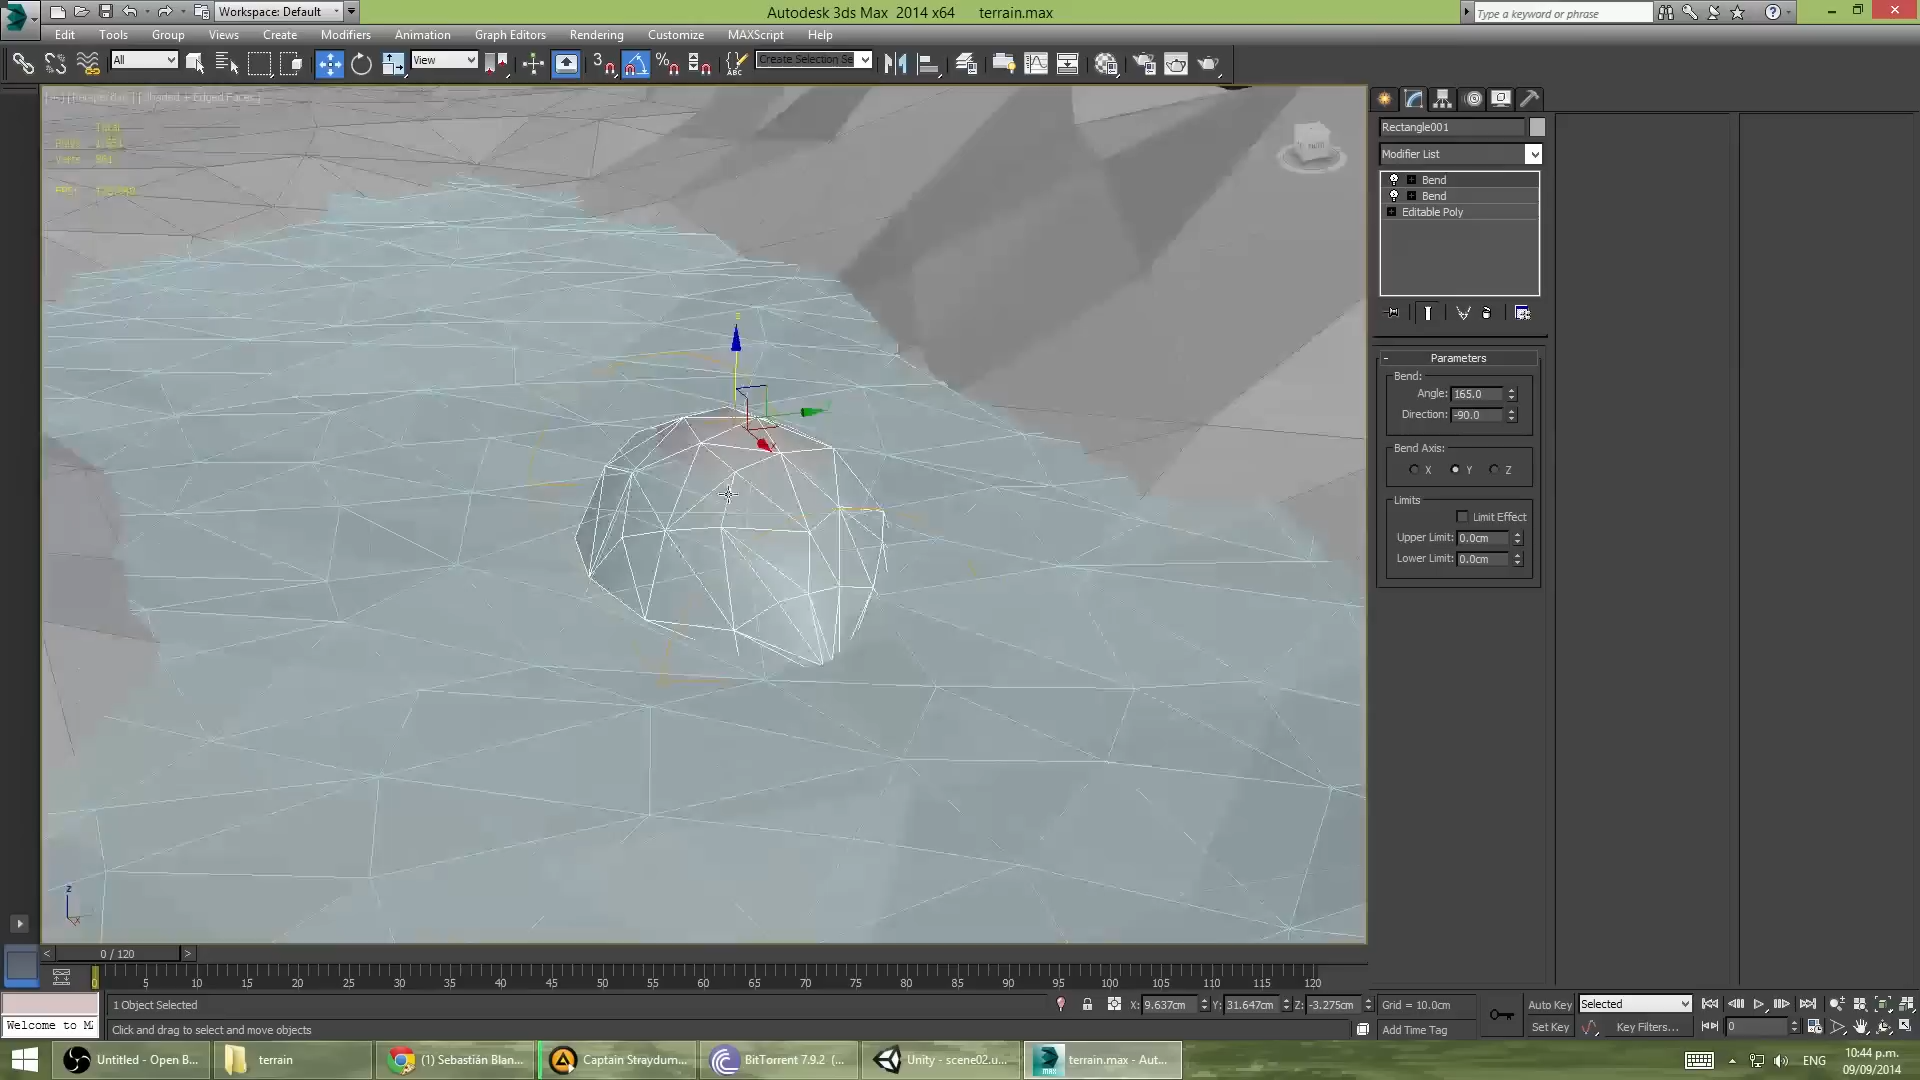 Workspace: Default
Autodesk 3ds Max 2014 x64 terrain.max
Type a keyword or phrase
Edit Tools Group Views Create Modifiers Animation Graph Editors Rendering Customize MAXScript Help
All
View
3
%
ABC
Create Selection Se
Rectangle001
Modifier List
Bend
Bend
Editable Poly
Parameters
Bend:
Angle: 165.0
Direction: -90.0
Bend Axis:
X Y Z
Limits
Limit Effect
Upper Limit: 0.0cm
Lower Limit: 0.0cm
Total
z
x
< 0 / 120 >
0 5 10 15 20 25 30 35 40 45 50 55 60 65 70 75 80 85 90 95 100 105 110 115 120
1 Object Selected
X: 9.637cm Y: 31.647cm Z: -3.275cm Grid = 10.0cm
Auto Key Selected
Welcome to M
Click and drag to select and move objects
Add Time Tag
Set Key Key Filters... 0
Untitled - Open B...
terrain
(1) Sebastián Blan...
Captain Straydum...
BitTorrent 7.9.2 (...
Unity - scene02.u...
MAX
terrain.max - Aut...
ENG
10:44 p.m.
09/09/2014